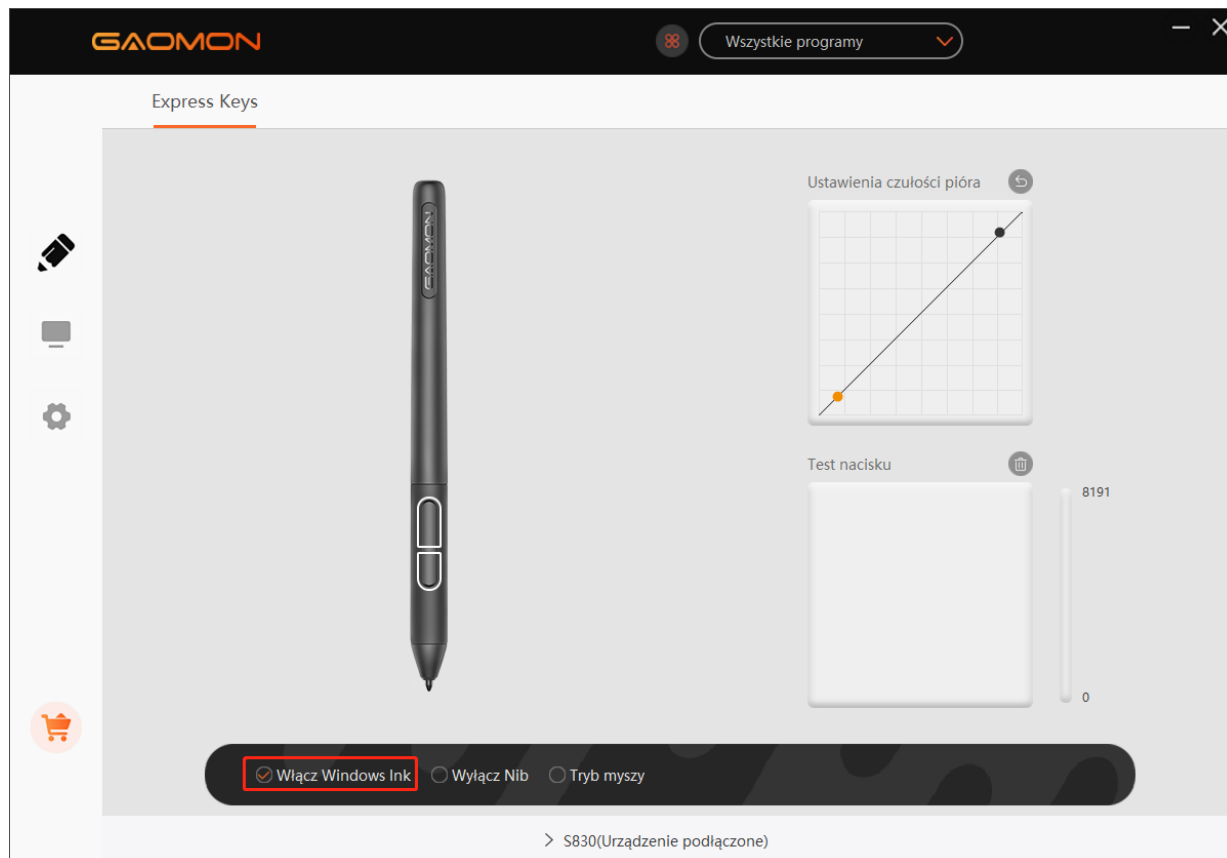 GAOMON
Wszystkie programy
Express Keys
Ustawienia czułości pióra
GAOMON
Test nacisku
8191
0
Włącz Windows Ink
Wyłącz Nib
Tryb myszy
S830(Urządzenie podłączone)